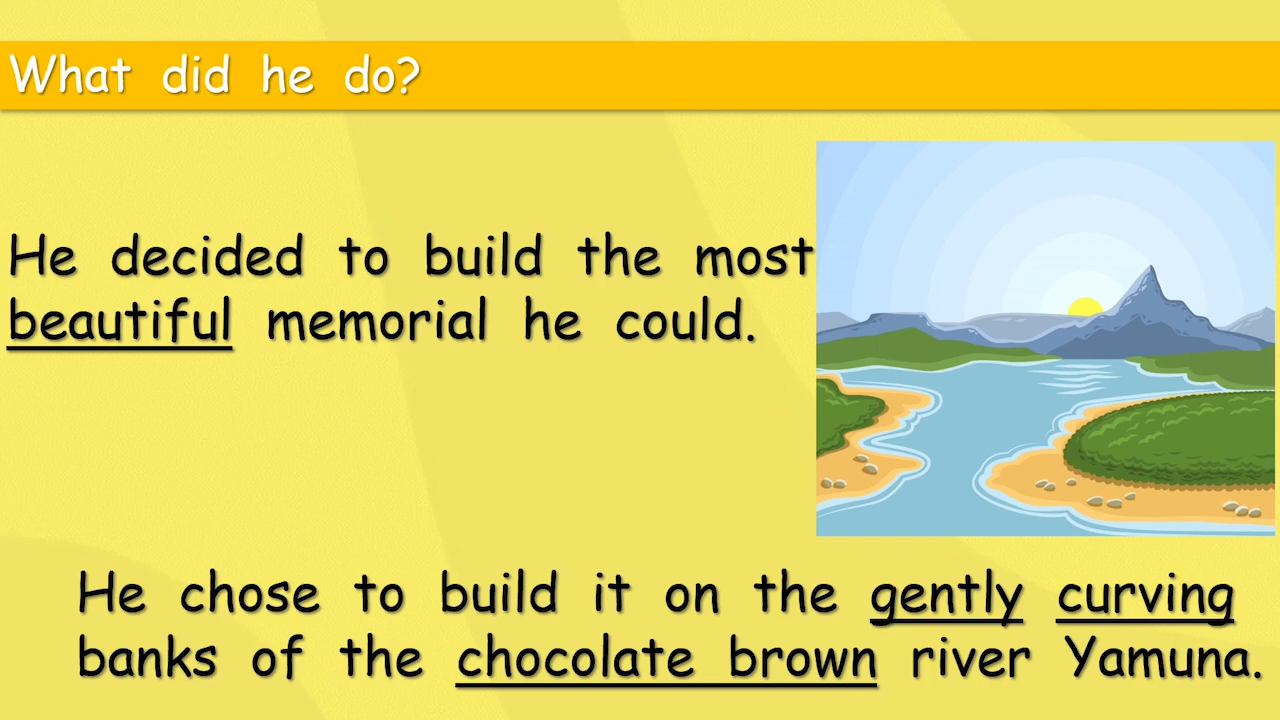 What did he do?
He decided to build the most
beautiful memorial he could.
He chose to build it on the gently curving
banks of the chocolate brown river Yamuna.